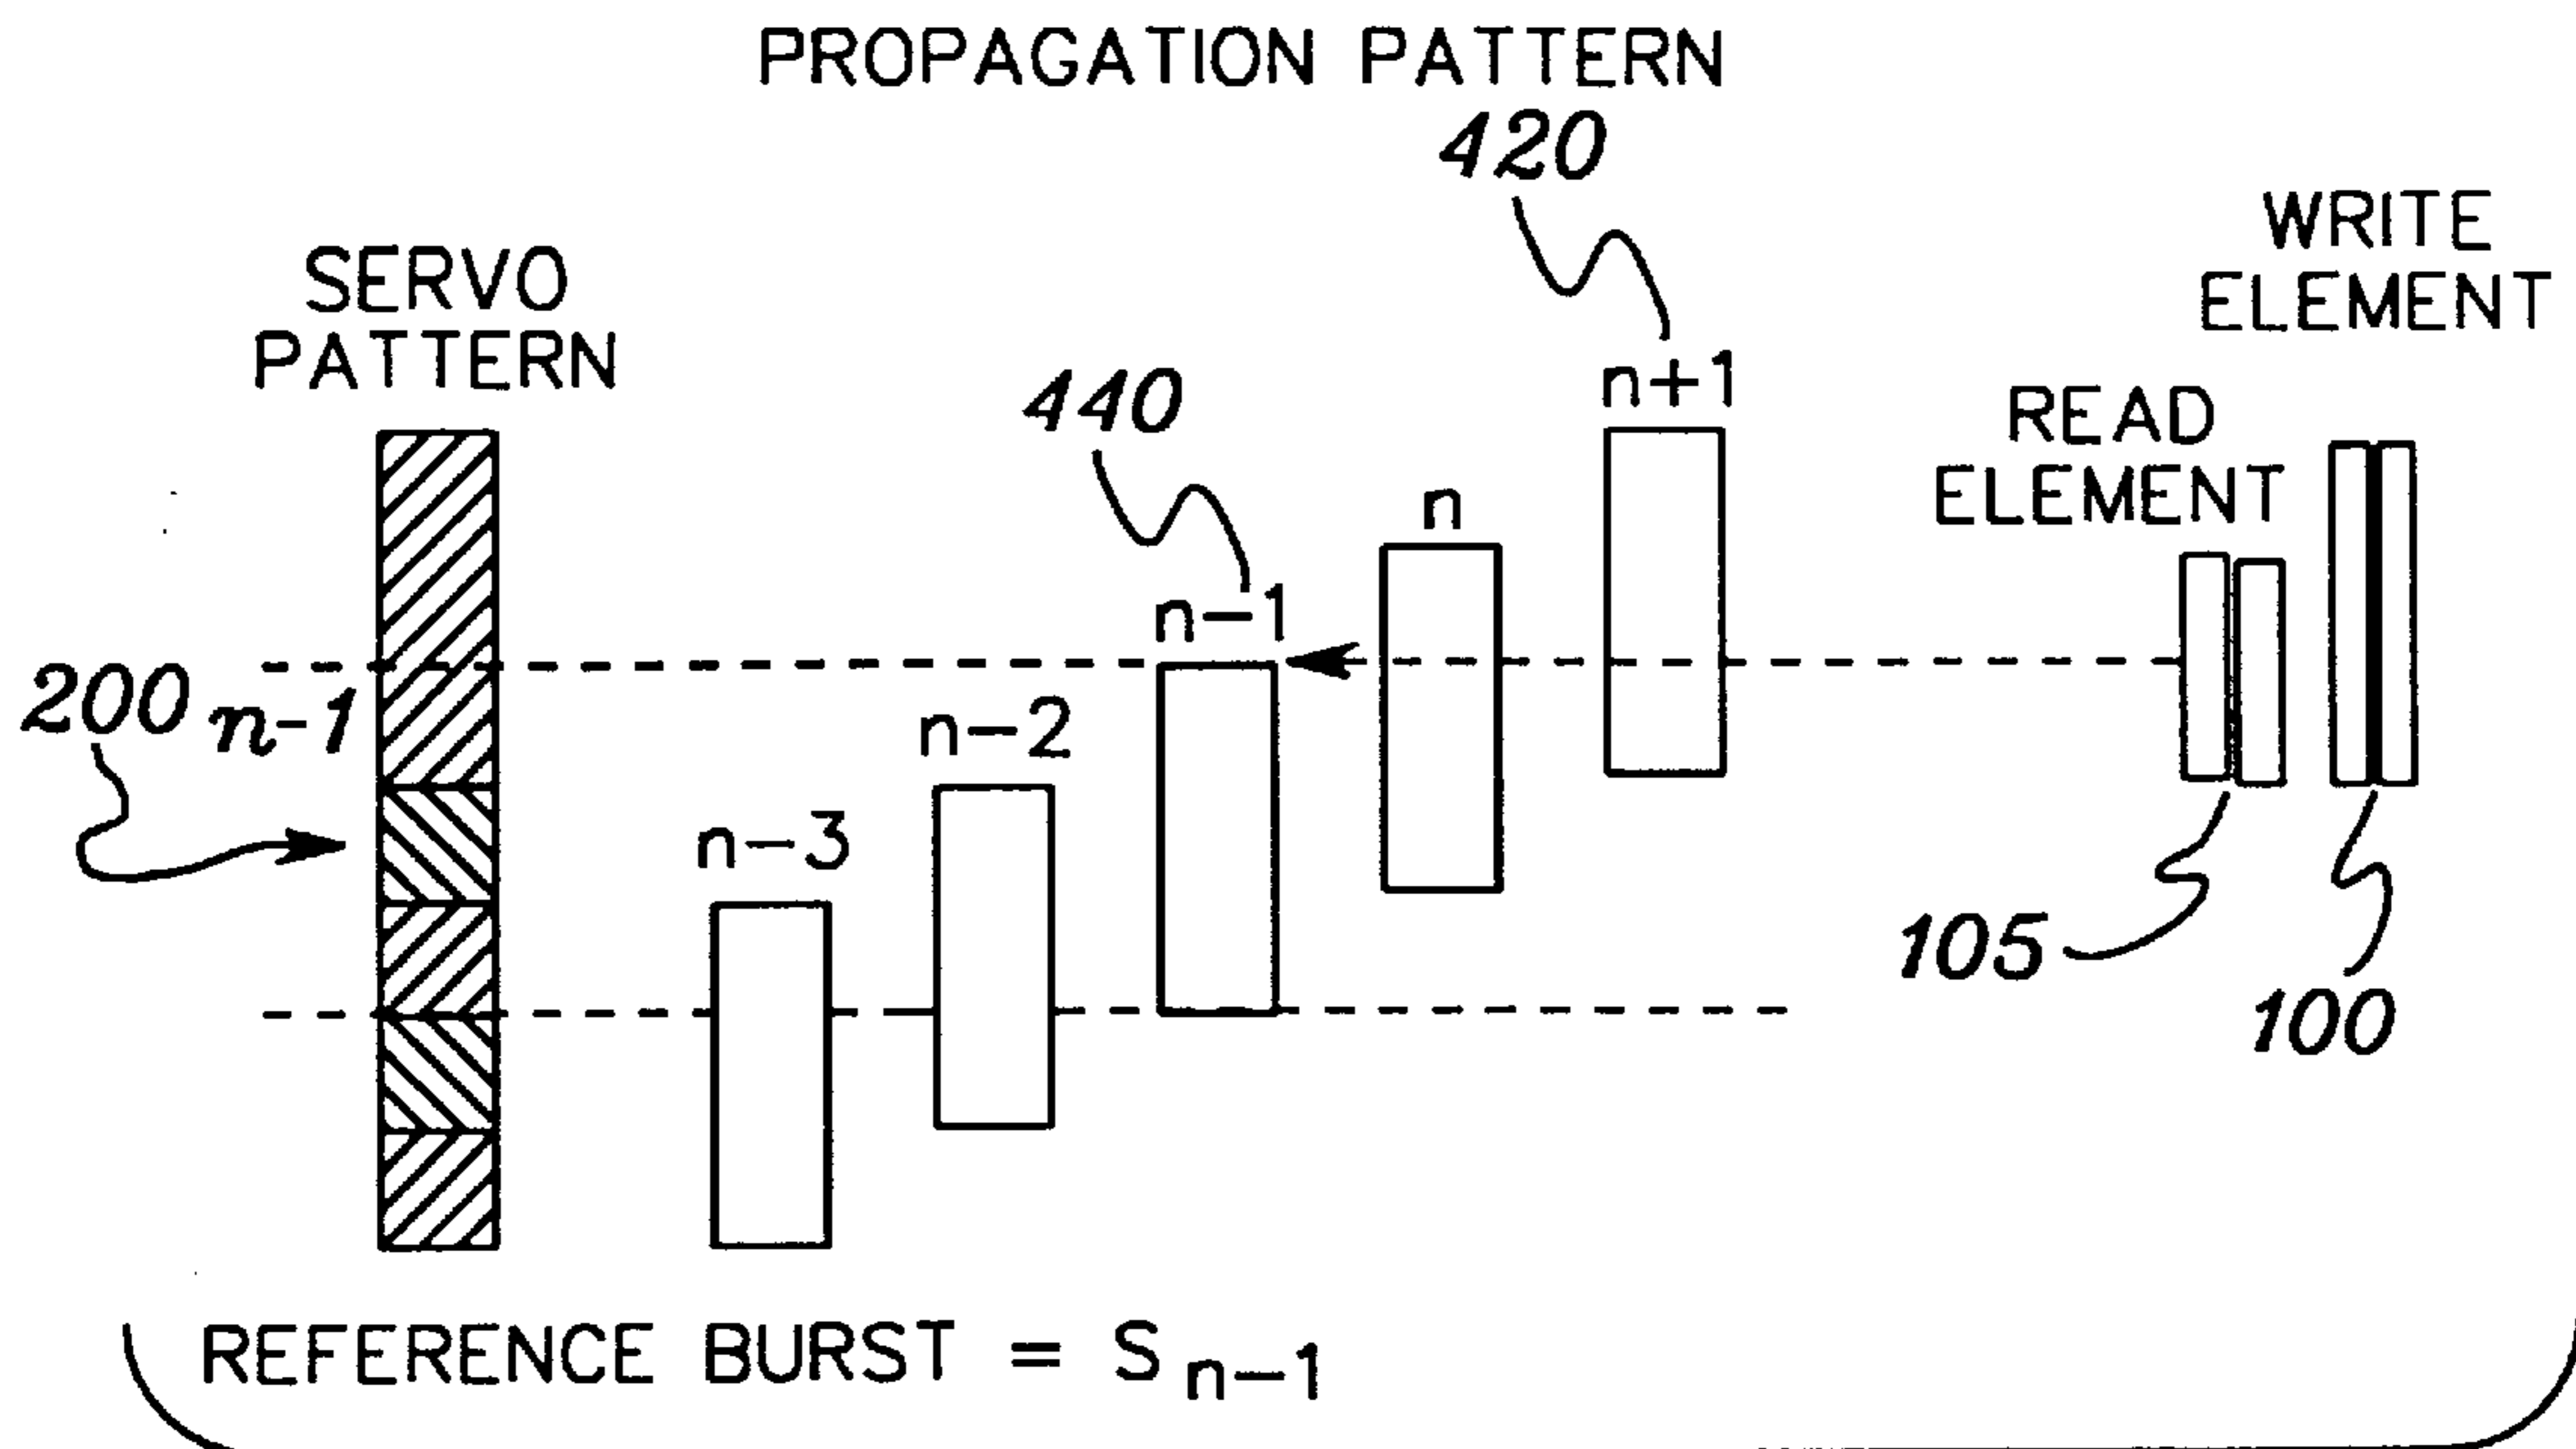 PROPAGATION PATTERN
420
WRITE
ELEMENT
SERVO
PATTERN
440
n+1
READ
ELEMENT
n
n-1
200
n-1
n-2
n-3
105
100
REFERENCE BURST = S n-1